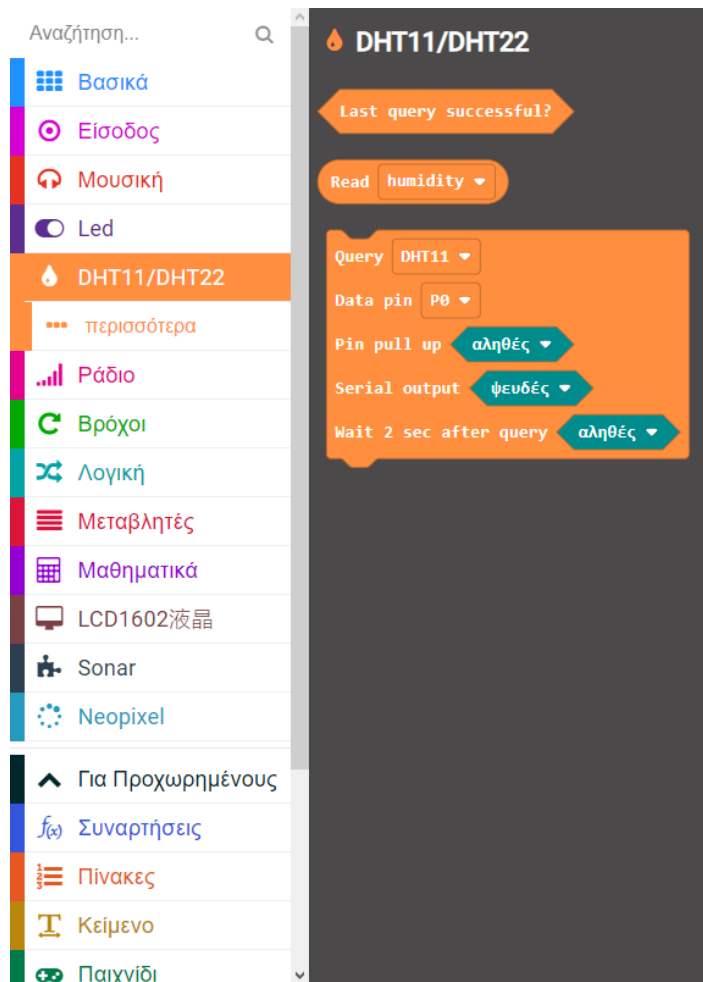 Αναζήτηση...
Βασικά
Είσοδος
Μουσική
Led
DHT11/DHT22
περισσότερα
Ράδιο
Βρόχοι
Λογική
Μεταβλητές
Μαθηματικά
LCD1602液晶
Sonar
Neopixel
Για Προχωρημένους
f(x) Συναρτήσεις
Πίνακες
Κείμενο
Παιχνίδι
DHT11/DHT22
Last query successful?
Read humidity
Query DHT11
Data pin P0
Pin pull up αληθές
Serial output ψευδές
Wait 2 sec after query αληθές